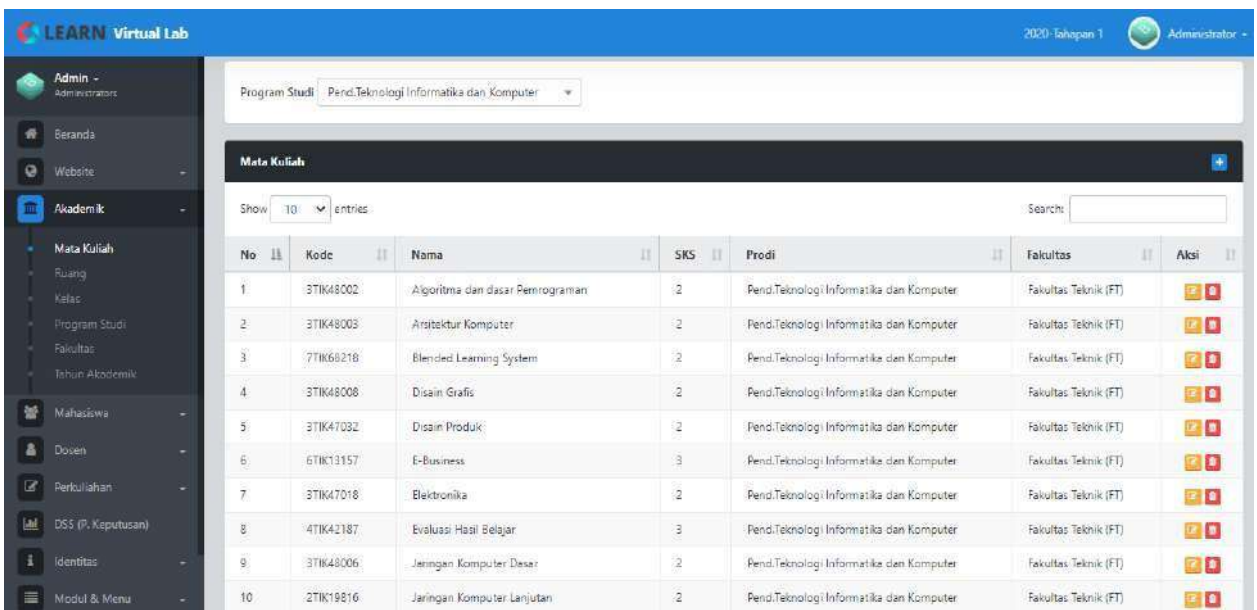 LEARN Virtual Lab
2020-Tahapan 1
Administrator
Admin
Administrators
Program Studi Pend.Teknologi Informatika dan Komputer
Beranda
Website
Akademik
Mata Kuliah
Ruang
Kelas
Program Studi
Fakultas
Tahun Akademik
Mahasiswa
Dosen
Perkuliahan
DSS (P. Keputusan)
Identitas
Modul & Menu
Mata Kuliah
Show 10 entries
Search:
No Kode Nama SKS Prodi Fakultas Aksi
1 3TIK48002 Algoritma dan dasar Pemrograman 2 Pend.Teknologi Informatika dan Komputer Fakultas Teknik (FT)
2 3TIK48003 Arsitektur Komputer 2 Pend.Teknologi Informatika dan Komputer Fakultas Teknik (FT)
3 7TIK68218 Blended Learning System 2 Pend.Teknologi Informatika dan Komputer Fakultas Teknik (FT)
4 3TIK48008 Disain Grafis 2 Pend.Teknologi Informatika dan Komputer Fakultas Teknik (FT)
5 3TIK47032 Disain Produk 2 Pend.Teknologi Informatika dan Komputer Fakultas Teknik (FT)
6 6TIK13157 E-Business 3 Pend.Teknologi Informatika dan Komputer Fakultas Teknik (FT)
7 3TIK47018 Elektronika 2 Pend.Teknologi Informatika dan Komputer Fakultas Teknik (FT)
8 4TIK42187 Evaluasi Hasil Belajar 3 Pend.Teknologi Informatika dan Komputer Fakultas Teknik (FT)
9 3TIK48006 Jaringan Komputer Dasar 2 Pend.Teknologi Informatika dan Komputer Fakultas Teknik (FT)
10 2TIK19816 Jaringan Komputer Lanjutan 2 Pend.Teknologi Informatika dan Komputer Fakultas Teknik (FT)